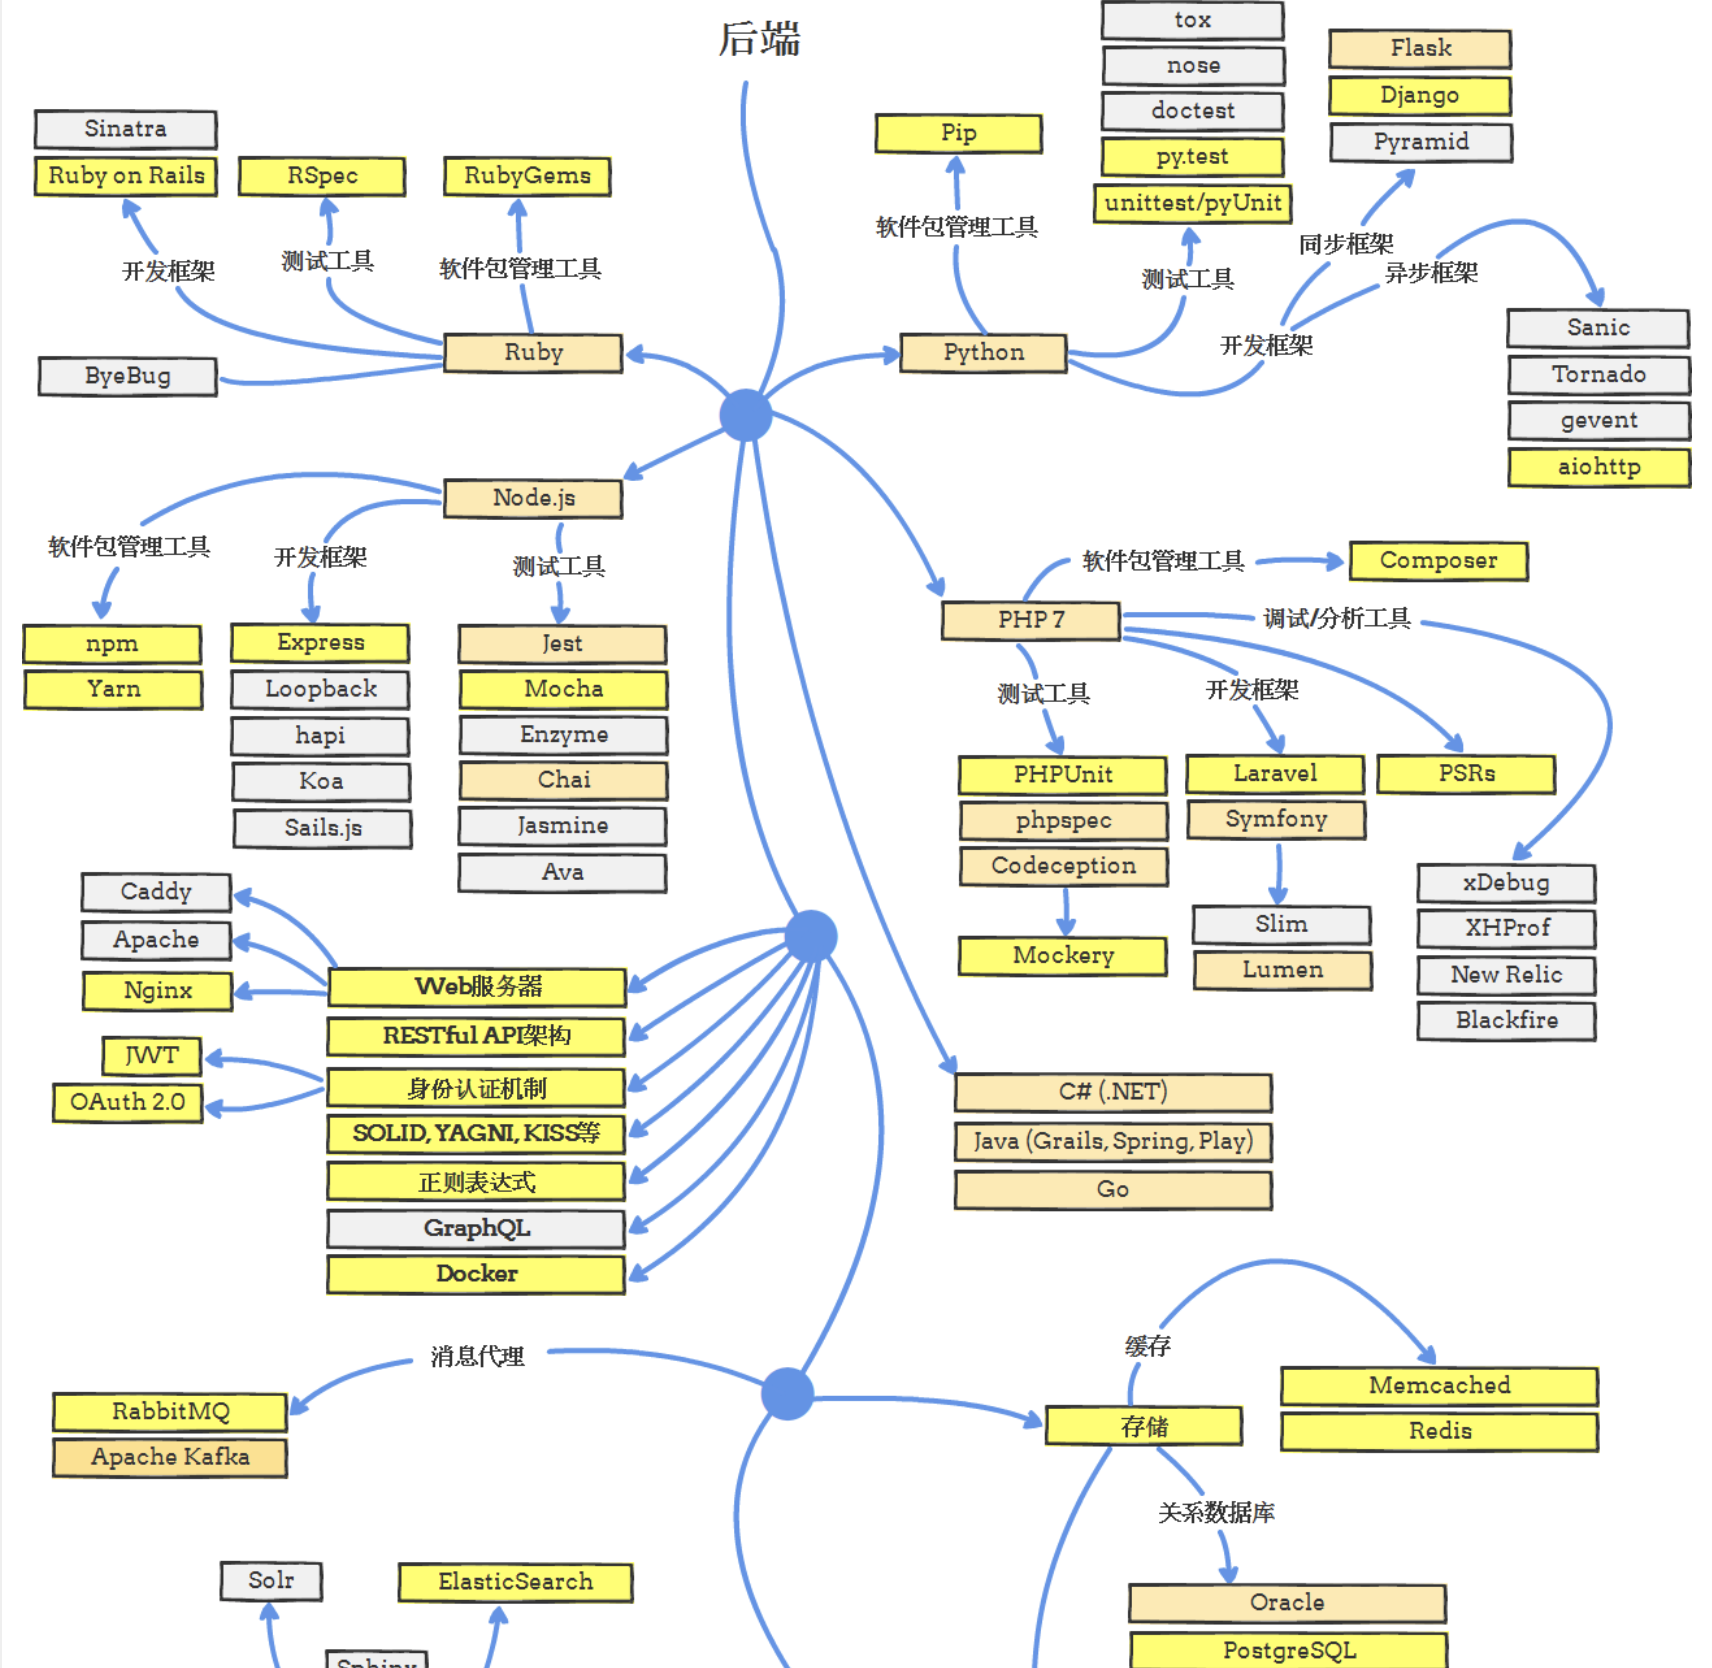 后端
tox
nose
doctest
py.test
unittest/pyUnit
Flask
Django
Pyramid
Pip
Sinatra
Ruby on Rails
RSpec
RubyGems
软件包管理工具
同步框架
异步框架
开发框架
测试工具
软件包管理工具
测试工具
开发框架
Sanic
Tornado
gevent
aiohttp
Ruby
Python
ByeBug
Node.js
软件包管理工具
开发框架
测试工具
软件包管理工具
Composer
npm
Yarn
Express
Loopback
hapi
Koa
Sails.js
Jest
Mocha
Enzyme
Chai
Jasmine
Ava
PHP 7
调试/分析工具
测试工具
开发框架
PHPUnit
phpspec
Codeception
Mockery
Laravel
Symfony
Slim
Lumen
PSRs
xDebug
XHProf
New Relic
Blackfire
Caddy
Apache
Nginx
JWT
OAuth 2.0
Web服务器
RESTful API架构
身份认证机制
SOLID, YAGNI, KISS等
正则表达式
GraphQL
Docker
C# (.NET)
Java (Grails, Spring, Play)
Go
消息代理
RabbitMQ
Apache Kafka
缓存
Memcached
Redis
存储
关系数据库
Oracle
PostgreSQL
Solr
ElasticSearch
Sphinx